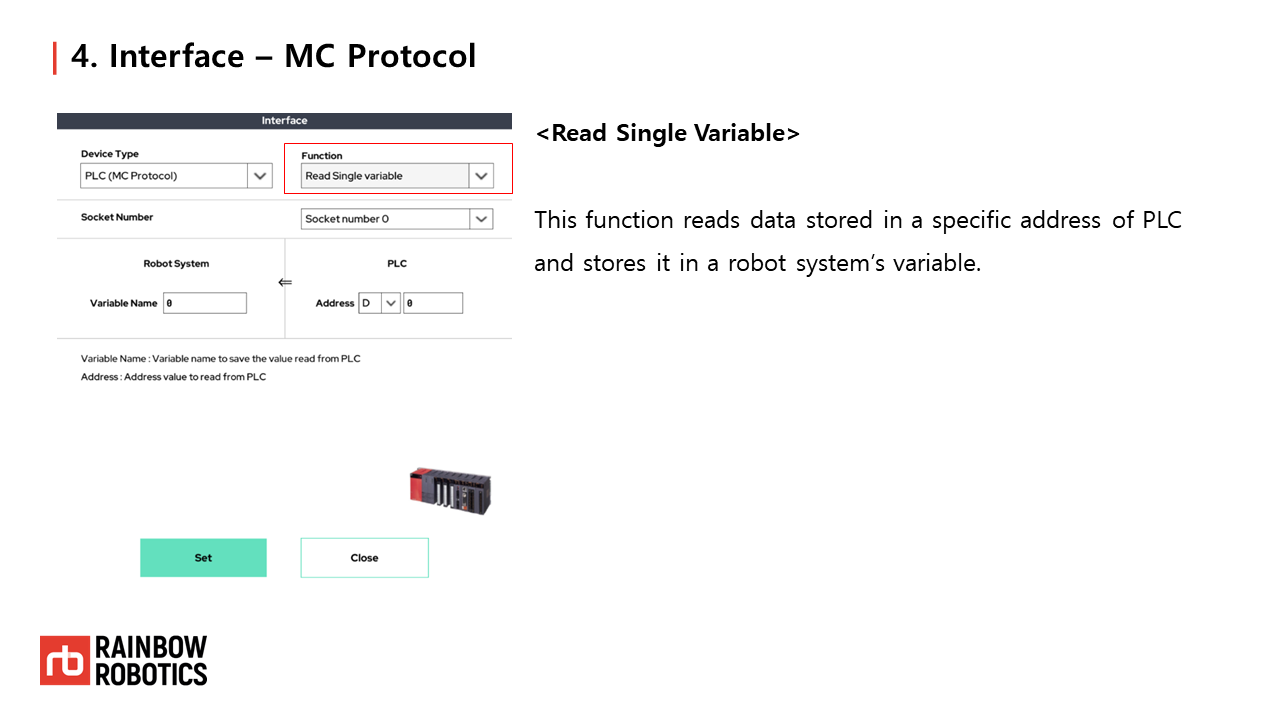 4. Interface – MC Protocol
Interface
Device Type
Function
PLC (MC Protocol)
Read Single variable
Socket Number
Socket number 0
Robot System
PLC
⇐
Variable Name 0
Address D 0
Variable Name : Variable name to save the value read from PLC
Address : Address value to read from PLC
Set
Close
<Read Single Variable>
This function reads data stored in a specific address of PLC
and stores it in a robot system’s variable.
rb
RAINBOW
ROBOTICS